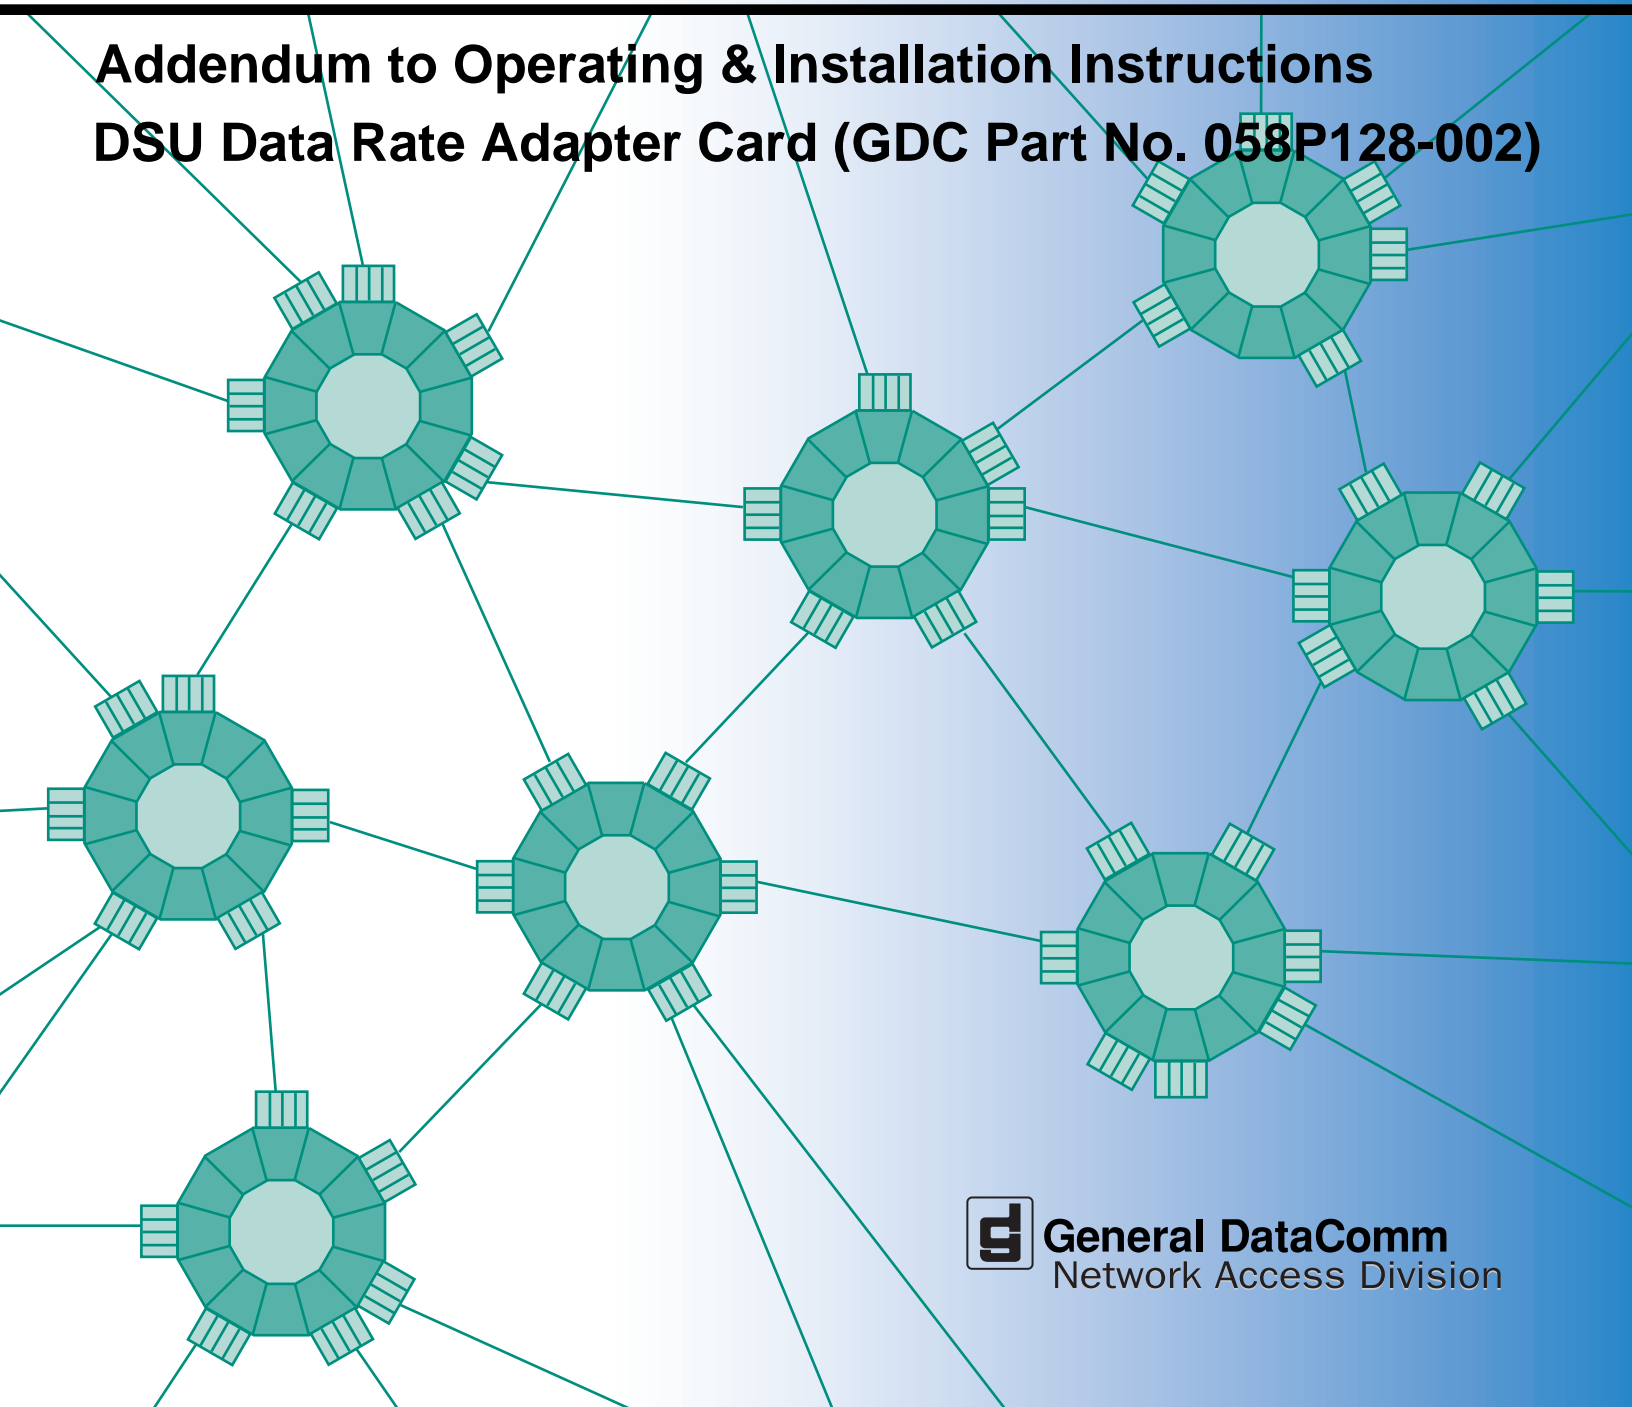 Addendum to Operating & Installation Instructions
DSU Data Rate Adapter Card (GDC Part No. 058P128-002)
General DataComm
Network Access Division